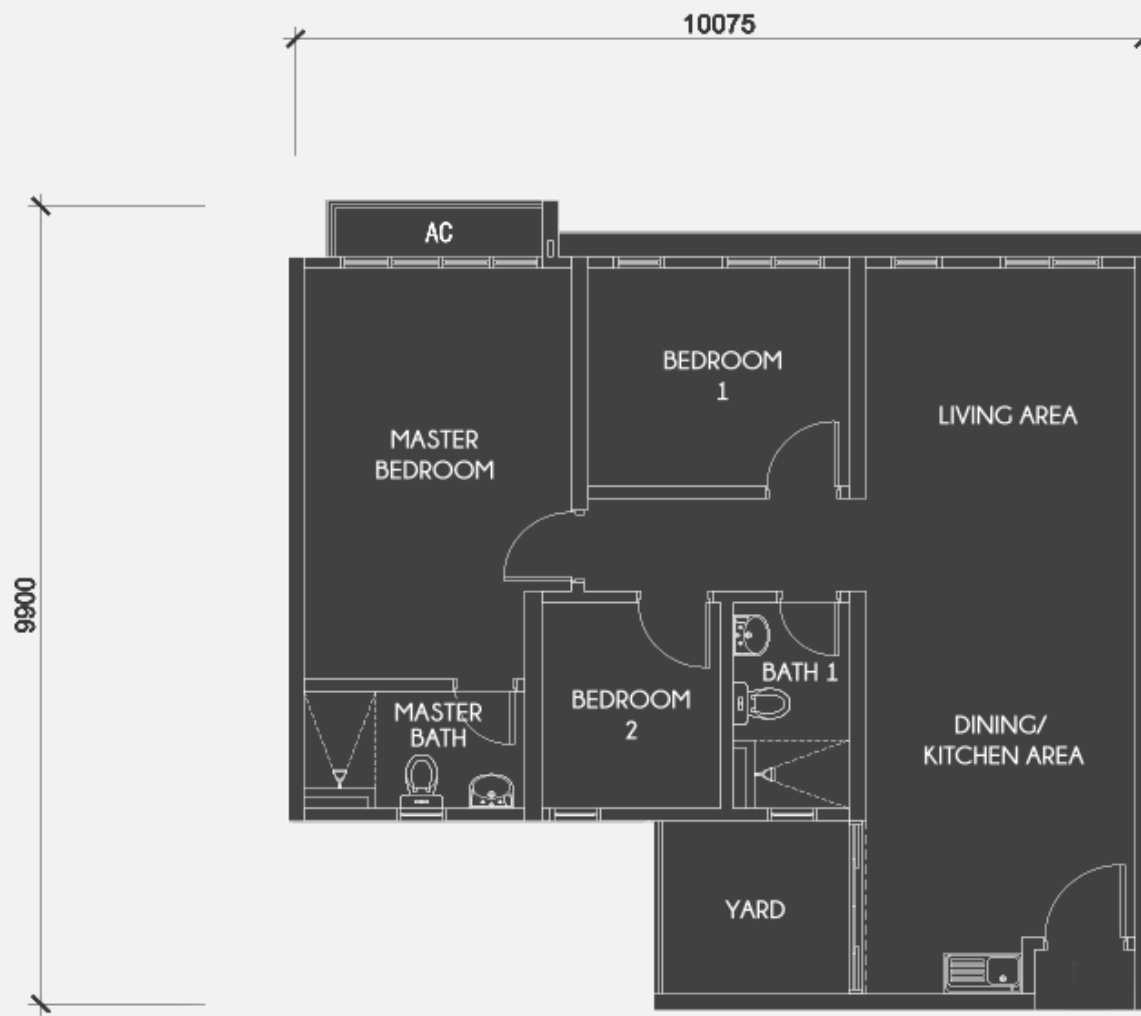 10075
9900
AC
BEDROOM
1
LIVING AREA
MASTER
BEDROOM
BATH 1
BEDROOM
2
MASTER
BATH
DINING/
KITCHEN AREA
YARD